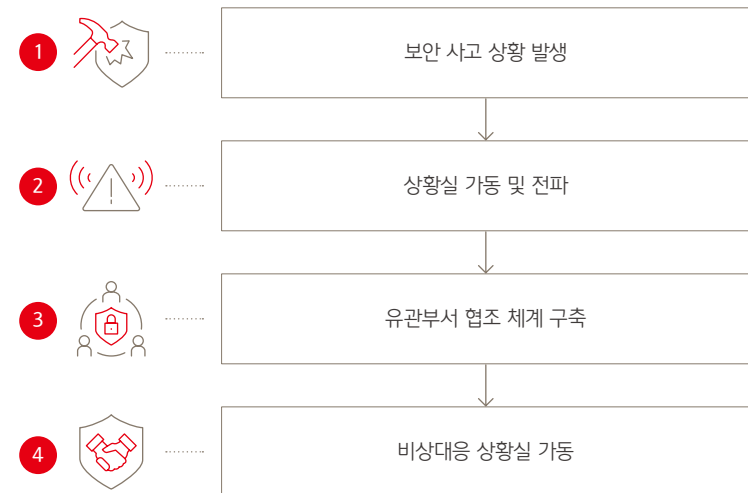 1
보안 사고 상황 발생
2
상황실 가동 및 전파
3
유관부서 협조 체계 구축
4
비상대응 상황실 가동